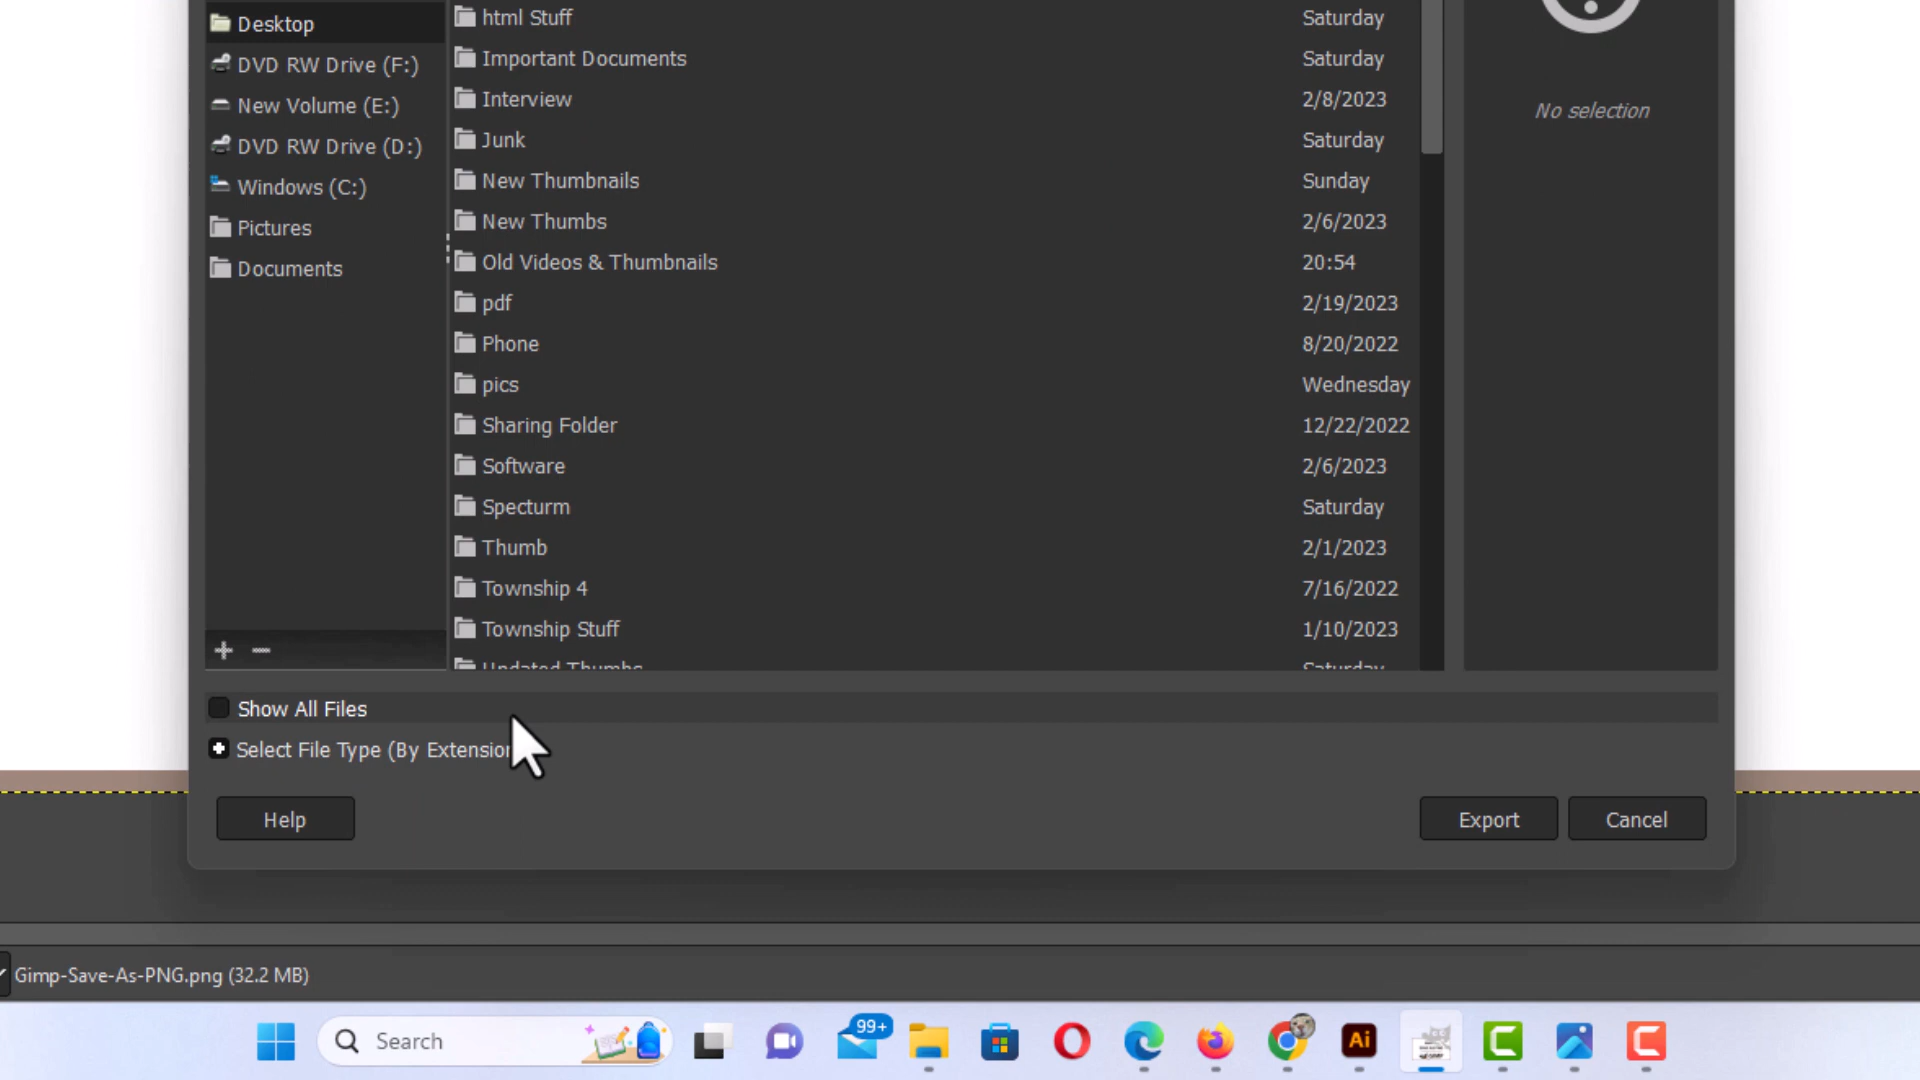 Desktop
DVD RW Drive (F:)
New Volume (E:)
DVD RW Drive (D:)
Windows (C:)
Pictures
Documents
html Stuff Saturday
Important Documents Saturday
Interview 2/8/2023
Junk Saturday
New Thumbnails Sunday
New Thumbs 2/6/2023
Old Videos & Thumbnails 20:54
pdf 2/19/2023
Phone 8/20/2022
pics Wednesday
Sharing Folder 12/22/2022
Software 2/6/2023
Specturm Saturday
Thumb 2/1/2023
Township 4 7/16/2022
Township Stuff 1/10/2023
Updated Thumbs Saturday
No selection
Show All Files
Select File Type (By Extension
Help Export Cancel
Gimp-Save-As-PNG.png (32.2 MB)
Search
99+
Ai